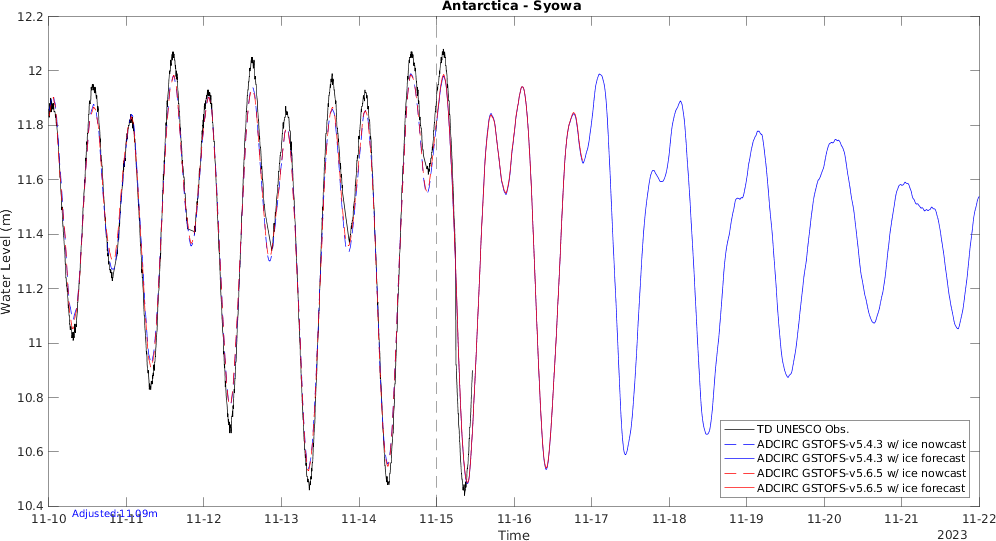 Antarctica - Syowa
12.2
12
11.8
11.6
11.4
11.2
11
10.8
10.6
10.4
Water Level (m)
TD UNESCO Obs.
ADCIRC GSTOFS-v5.4.3 w/ ice nowcast
ADCIRC GSTOFS-v5.4.3 w/ ice forecast
ADCIRC GSTOFS-v5.6.5 w/ ice nowcast
ADCIRC GSTOFS-v5.6.5 w/ ice forecast
Adjusted:11.09m
11-10 11-11 11-12 11-13 11-14 11-15 11-16 11-17 11-18 11-19 11-20 11-21 11-22
Time
2023